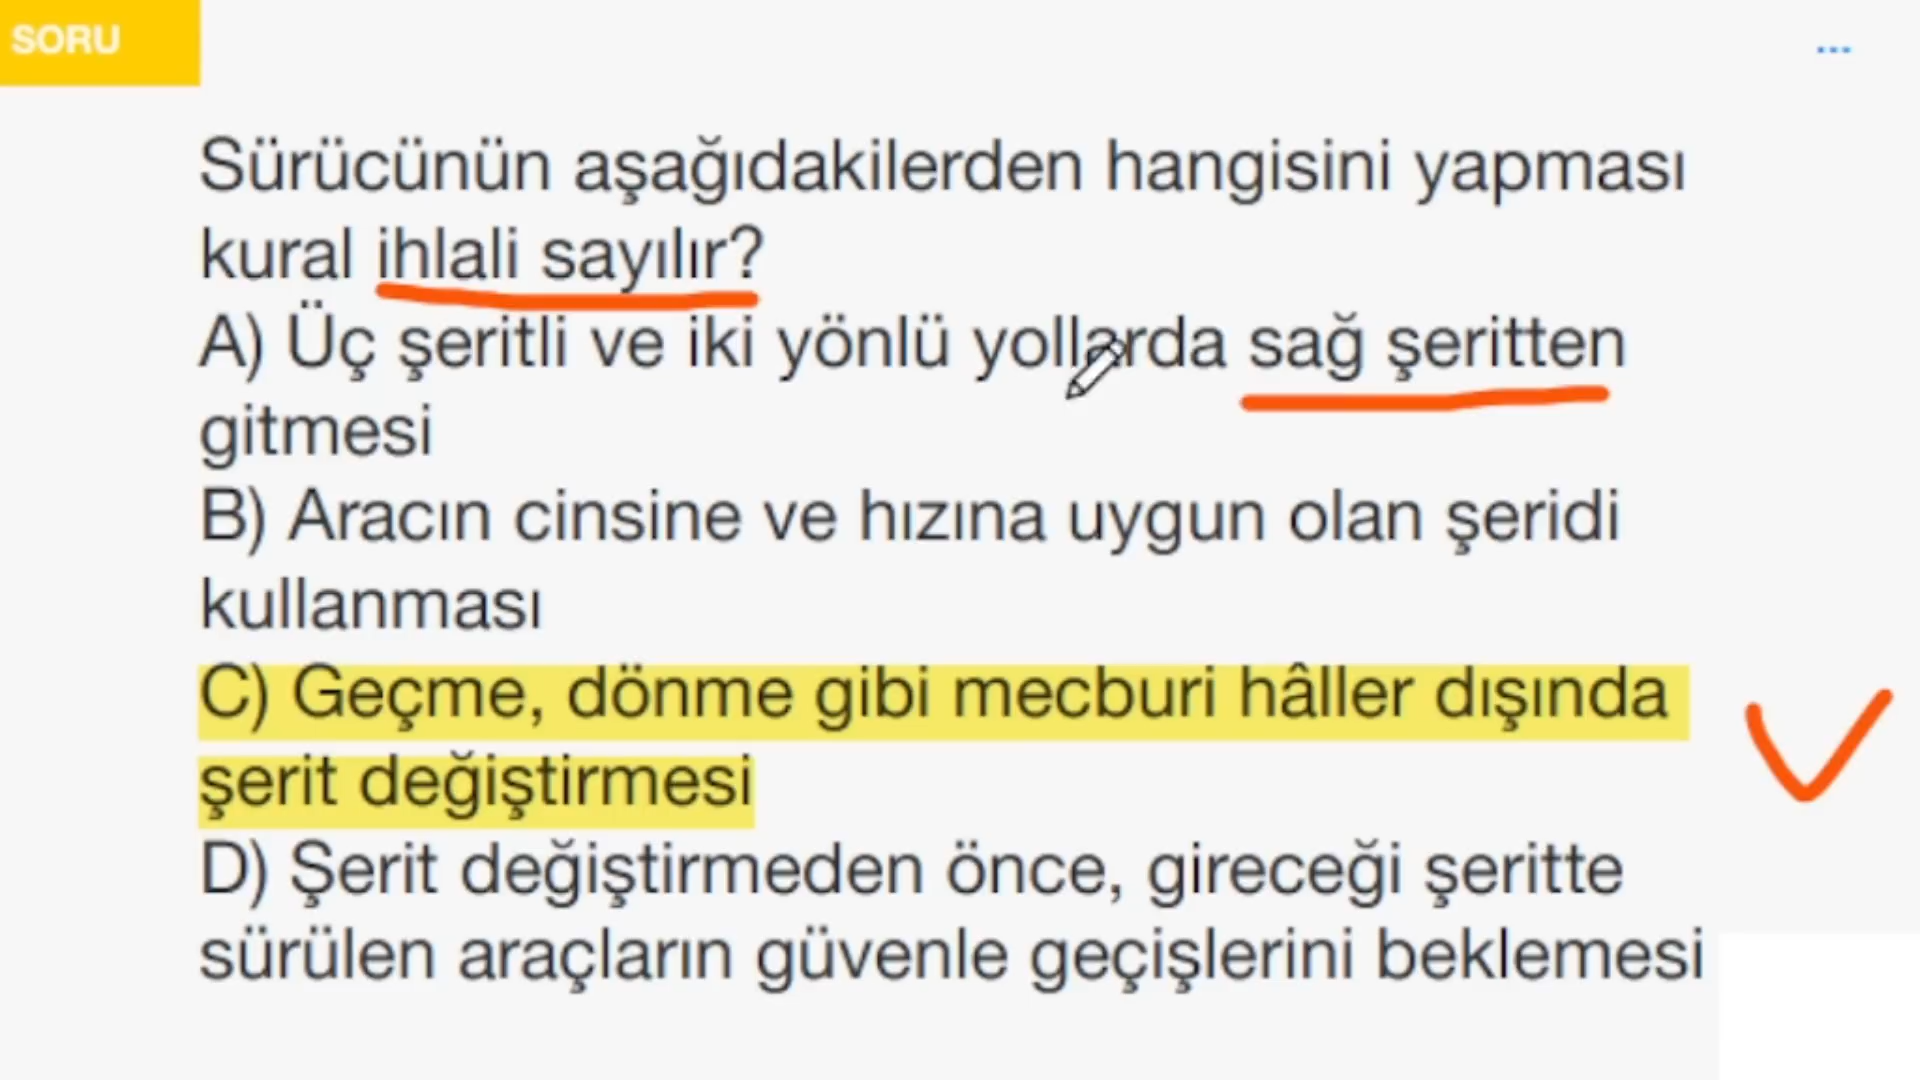 SORU
Sürücünün aşağıdakilerden hangisini yapması
kural ihlali sayılır?
A) Üç şeritli ve iki yönlü yollarda sağ şeritten
gitmesi
B) Aracın cinsine ve hızına uygun olan şeridi
kullanması
C) Geçme, dönme gibi mecburi hâller dışında
şerit değiştirmesi
D) Şerit değiştirmeden önce, gireceği şeritte
sürülen araçların güvenle geçişlerini beklemesi